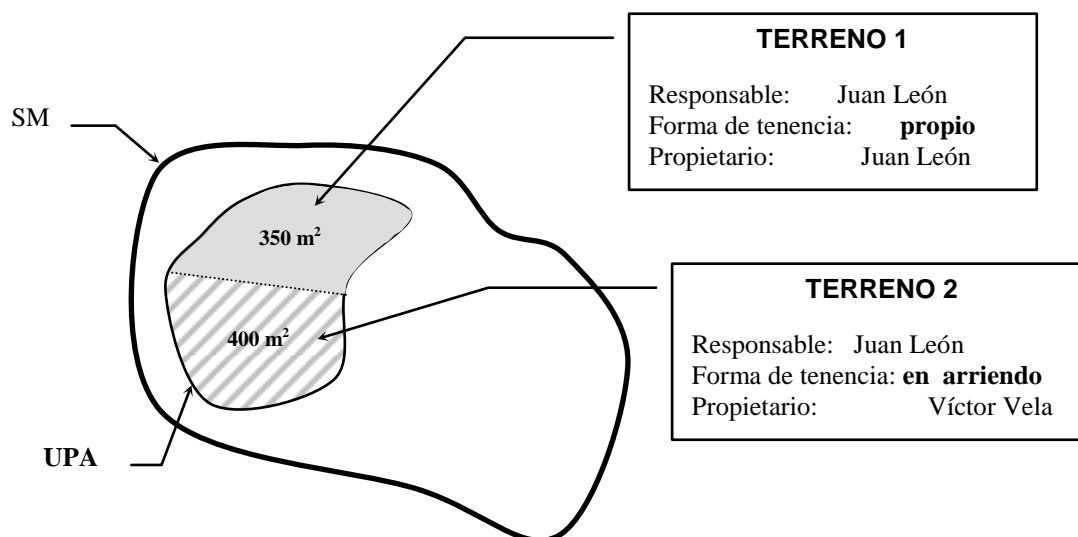 TERRENO 1
Responsable: Juan León
Forma de tenencia: propio
Propietario: Juan León
SM
350 m²
TERRENO 2
Responsable: Juan León
Forma de tenencia: en arriendo
Propietario: Víctor Vela
400 m²
UPA